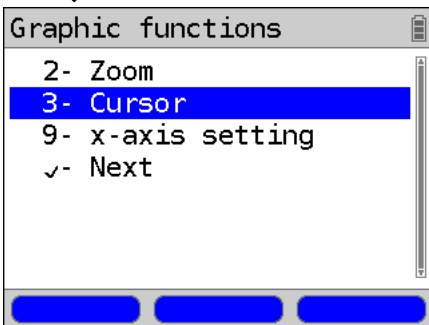 Graphic functions
2- Zoom
3- Cursor
9- x-axis setting
✓- Next